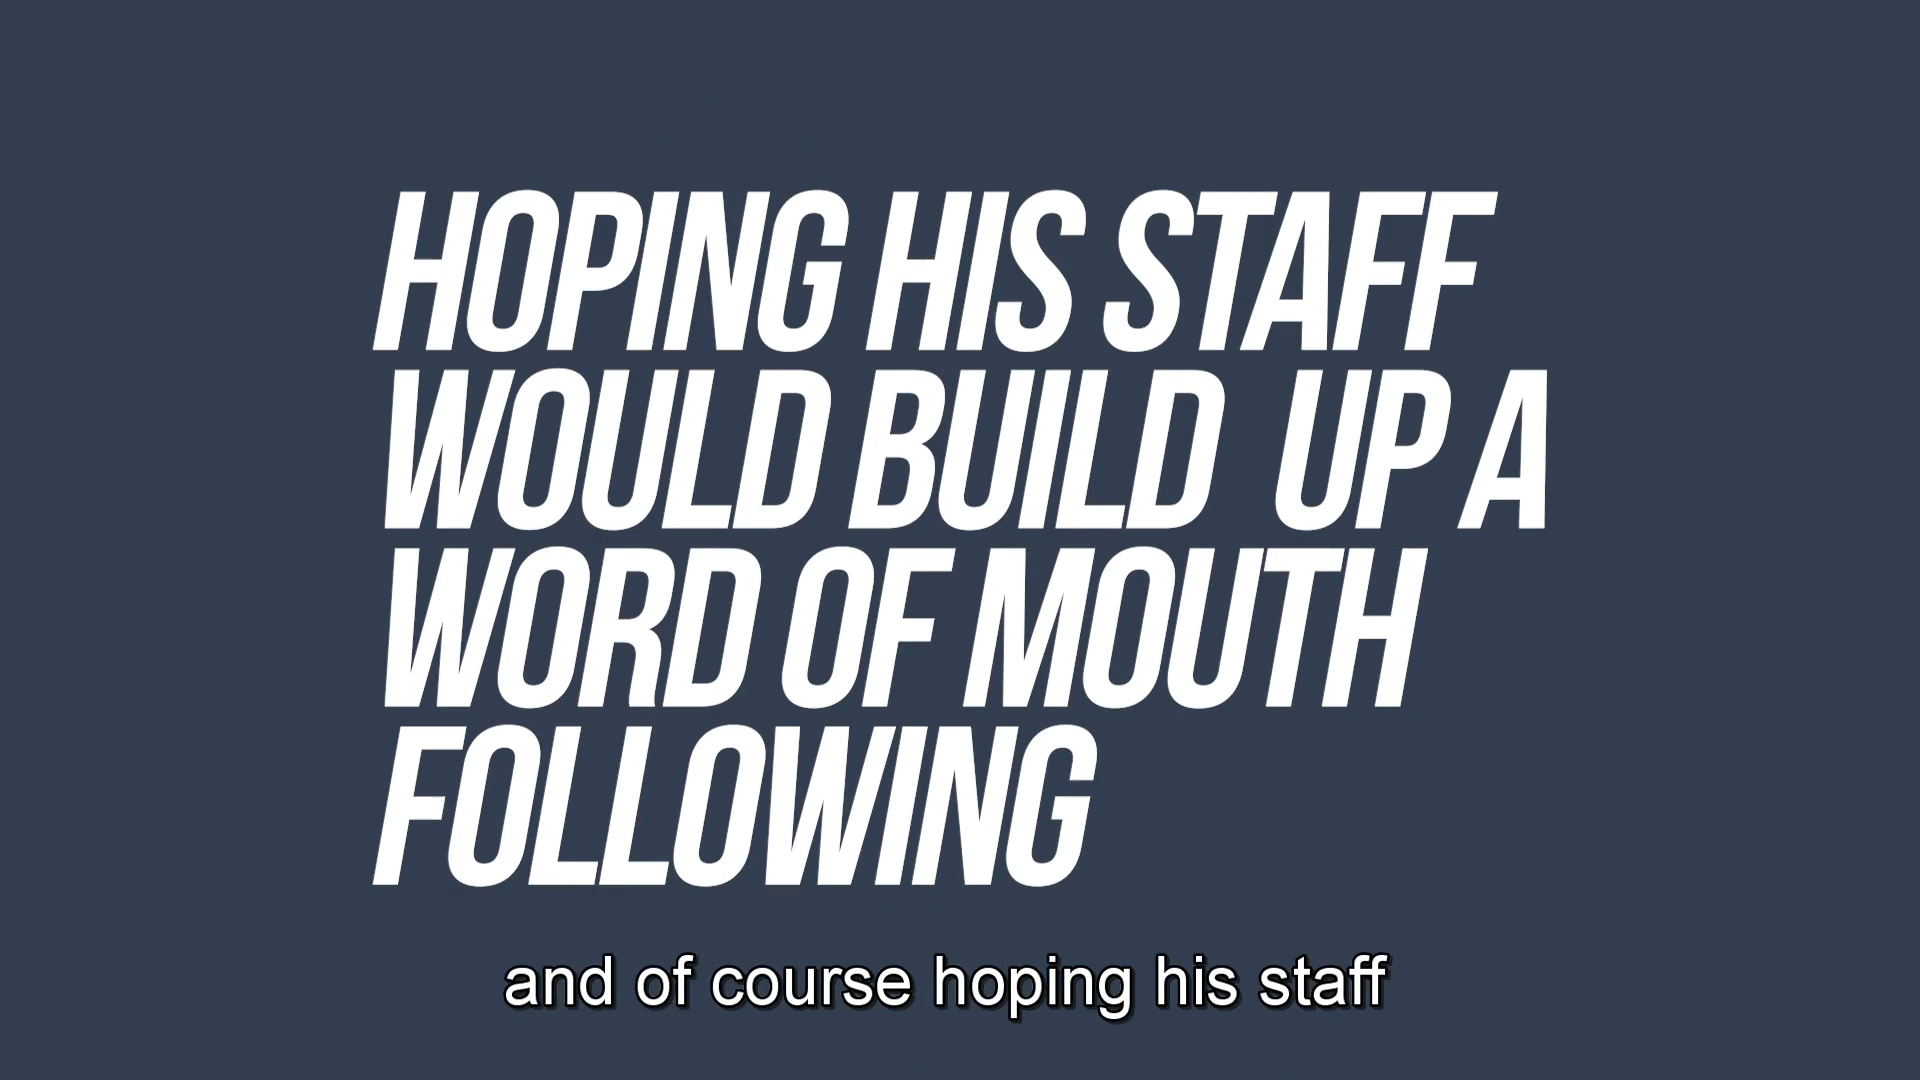 HOPING HIS STAFF
WOULD BUILD  UP A
WORD OF MOUTH
FOLLOWING
and of course hoping his staff